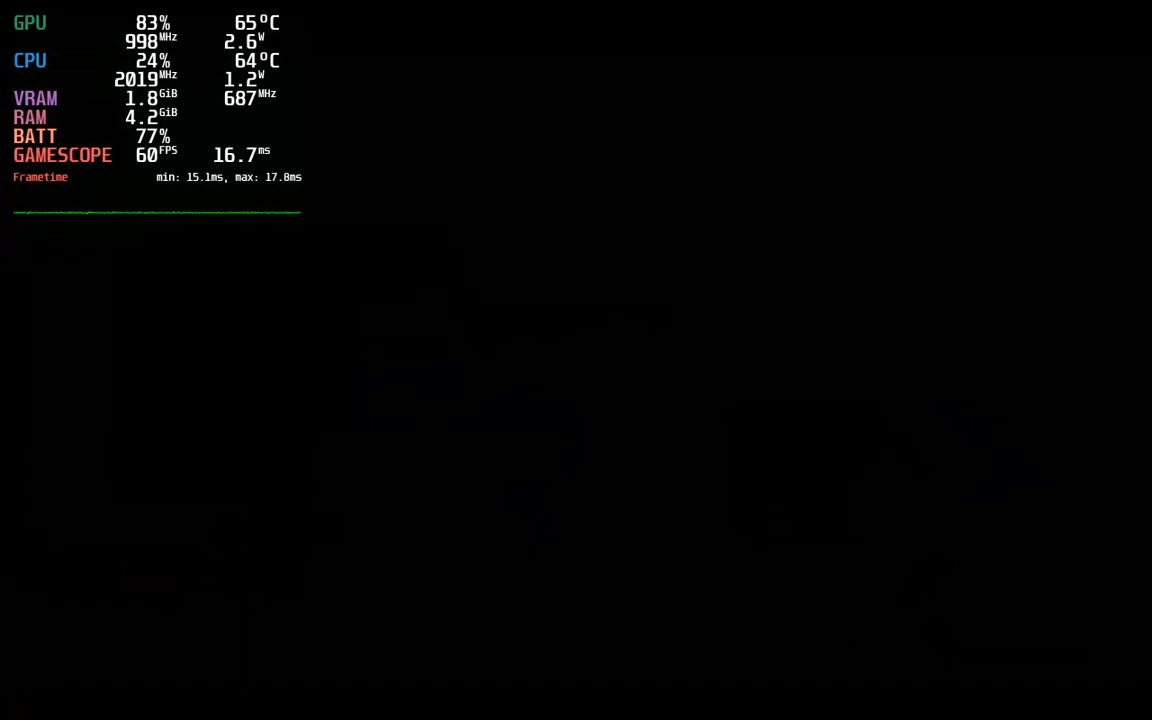 GPU 83% 65°C
998MHz 2.6W
CPU 24% 64°C
2019MHz 1.2W
VRAM 1.8GiB 687MHz
RAM 4.2GiB
BATT 77%
GAMESCOPE 60FPS 16.7ms
Frametime min: 15.1ms, max: 17.8ms